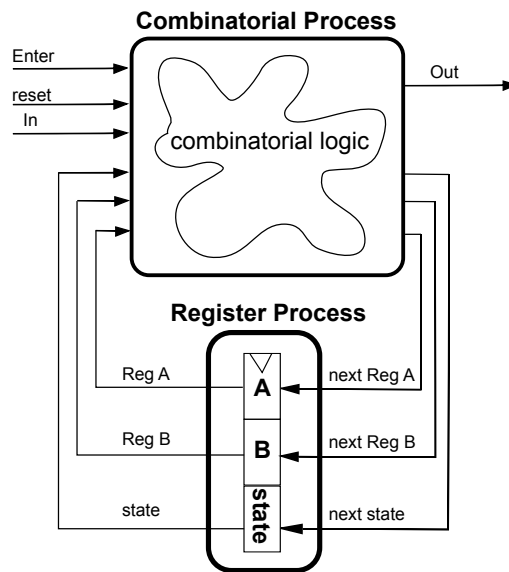 Combinatorial Process
Enter
reset
In
Out
combinatorial logic
Register Process
Reg A
A
next Reg A
Reg B
B
next Reg B
state
state
next state